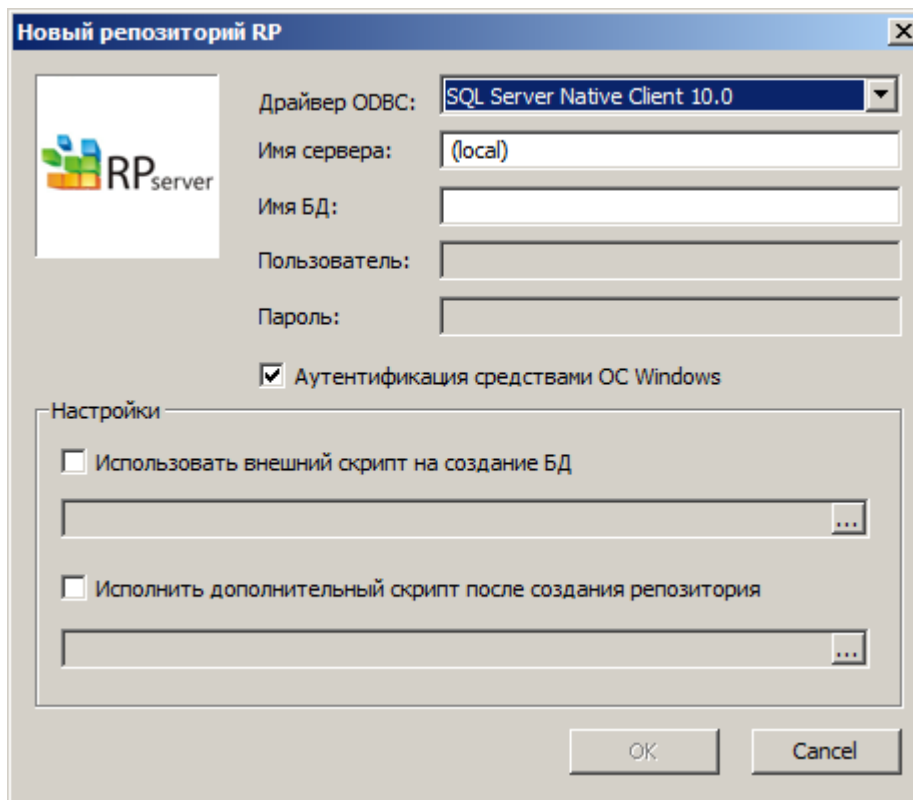 Новый репозиторий RP
RPserver
Драйвер ODBC:
SQL Server Native Client 10.0
Имя сервера:
(local)
Имя БД:
Пользователь:
Пароль:
Аутентификация средствами ОС Windows
Настройки
Использовать внешний скрипт на создание БД
...
Исполнить дополнительный скрипт после создания репозитория
...
OK
Cancel